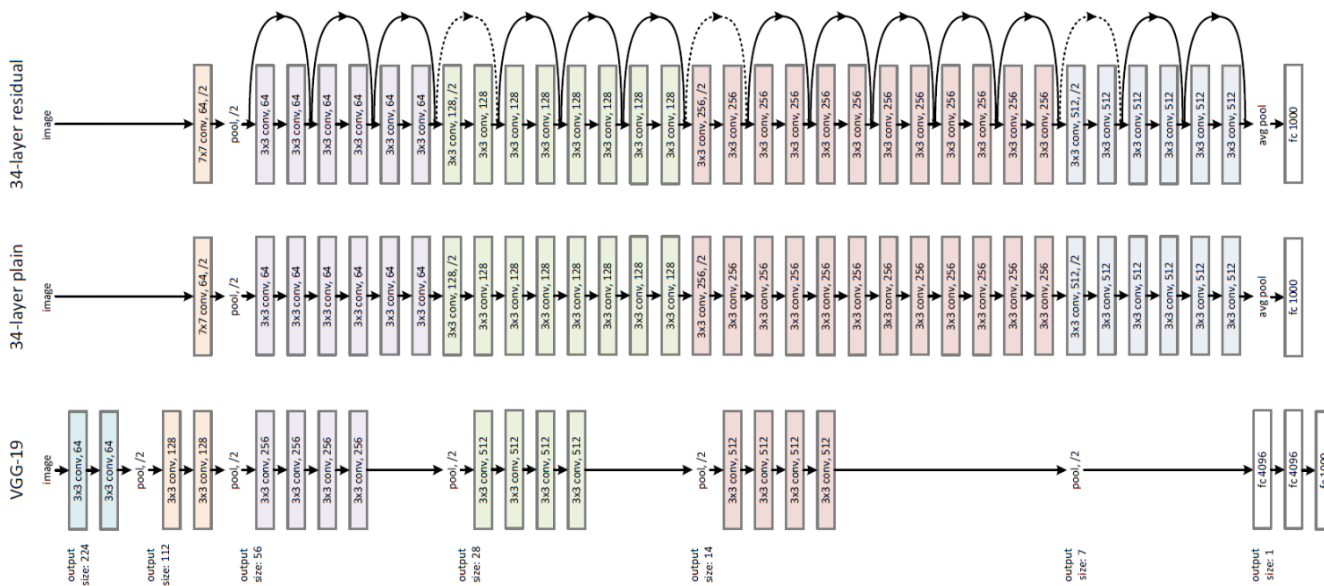 34-layer residual
image
7x7 conv, 64, /2
pool, /2
3x3 conv, 64
3x3 conv, 64
3x3 conv, 64
3x3 conv, 64
3x3 conv, 64
3x3 conv, 64
3x3 conv, 128, /2
3x3 conv, 128
3x3 conv, 128
3x3 conv, 128
3x3 conv, 128
3x3 conv, 128
3x3 conv, 128
3x3 conv, 128
3x3 conv, 256, /2
3x3 conv, 256
3x3 conv, 256
3x3 conv, 256
3x3 conv, 256
3x3 conv, 256
3x3 conv, 256
3x3 conv, 256
3x3 conv, 256
3x3 conv, 256
3x3 conv, 256
3x3 conv, 256
3x3 conv, 512, /2
3x3 conv, 512
3x3 conv, 512
3x3 conv, 512
3x3 conv, 512
3x3 conv, 512
avg pool
fc 1000
34-layer plain
image
7x7 conv, 64, /2
pool, /2
3x3 conv, 64
3x3 conv, 64
3x3 conv, 64
3x3 conv, 64
3x3 conv, 64
3x3 conv, 64
3x3 conv, 128, /2
3x3 conv, 128
3x3 conv, 128
3x3 conv, 128
3x3 conv, 128
3x3 conv, 128
3x3 conv, 128
3x3 conv, 128
3x3 conv, 256, /2
3x3 conv, 256
3x3 conv, 256
3x3 conv, 256
3x3 conv, 256
3x3 conv, 256
3x3 conv, 256
3x3 conv, 256
3x3 conv, 256
3x3 conv, 256
3x3 conv, 256
3x3 conv, 256
3x3 conv, 512, /2
3x3 conv, 512
3x3 conv, 512
3x3 conv, 512
3x3 conv, 512
3x3 conv, 512
avg pool
fc 1000
VGG-19
image
3x3 conv, 64
3x3 conv, 64
pool, /2
3x3 conv, 128
3x3 conv, 128
pool, /2
3x3 conv, 256
3x3 conv, 256
3x3 conv, 256
3x3 conv, 256
pool, /2
3x3 conv, 512
3x3 conv, 512
3x3 conv, 512
3x3 conv, 512
pool, /2
3x3 conv, 512
3x3 conv, 512
3x3 conv, 512
3x3 conv, 512
pool, /2
fc 4096
fc 4096
output
size: 224
output
size: 112
output
size: 56
output
size: 28
output
size: 14
output
size: 7
output
size: 1